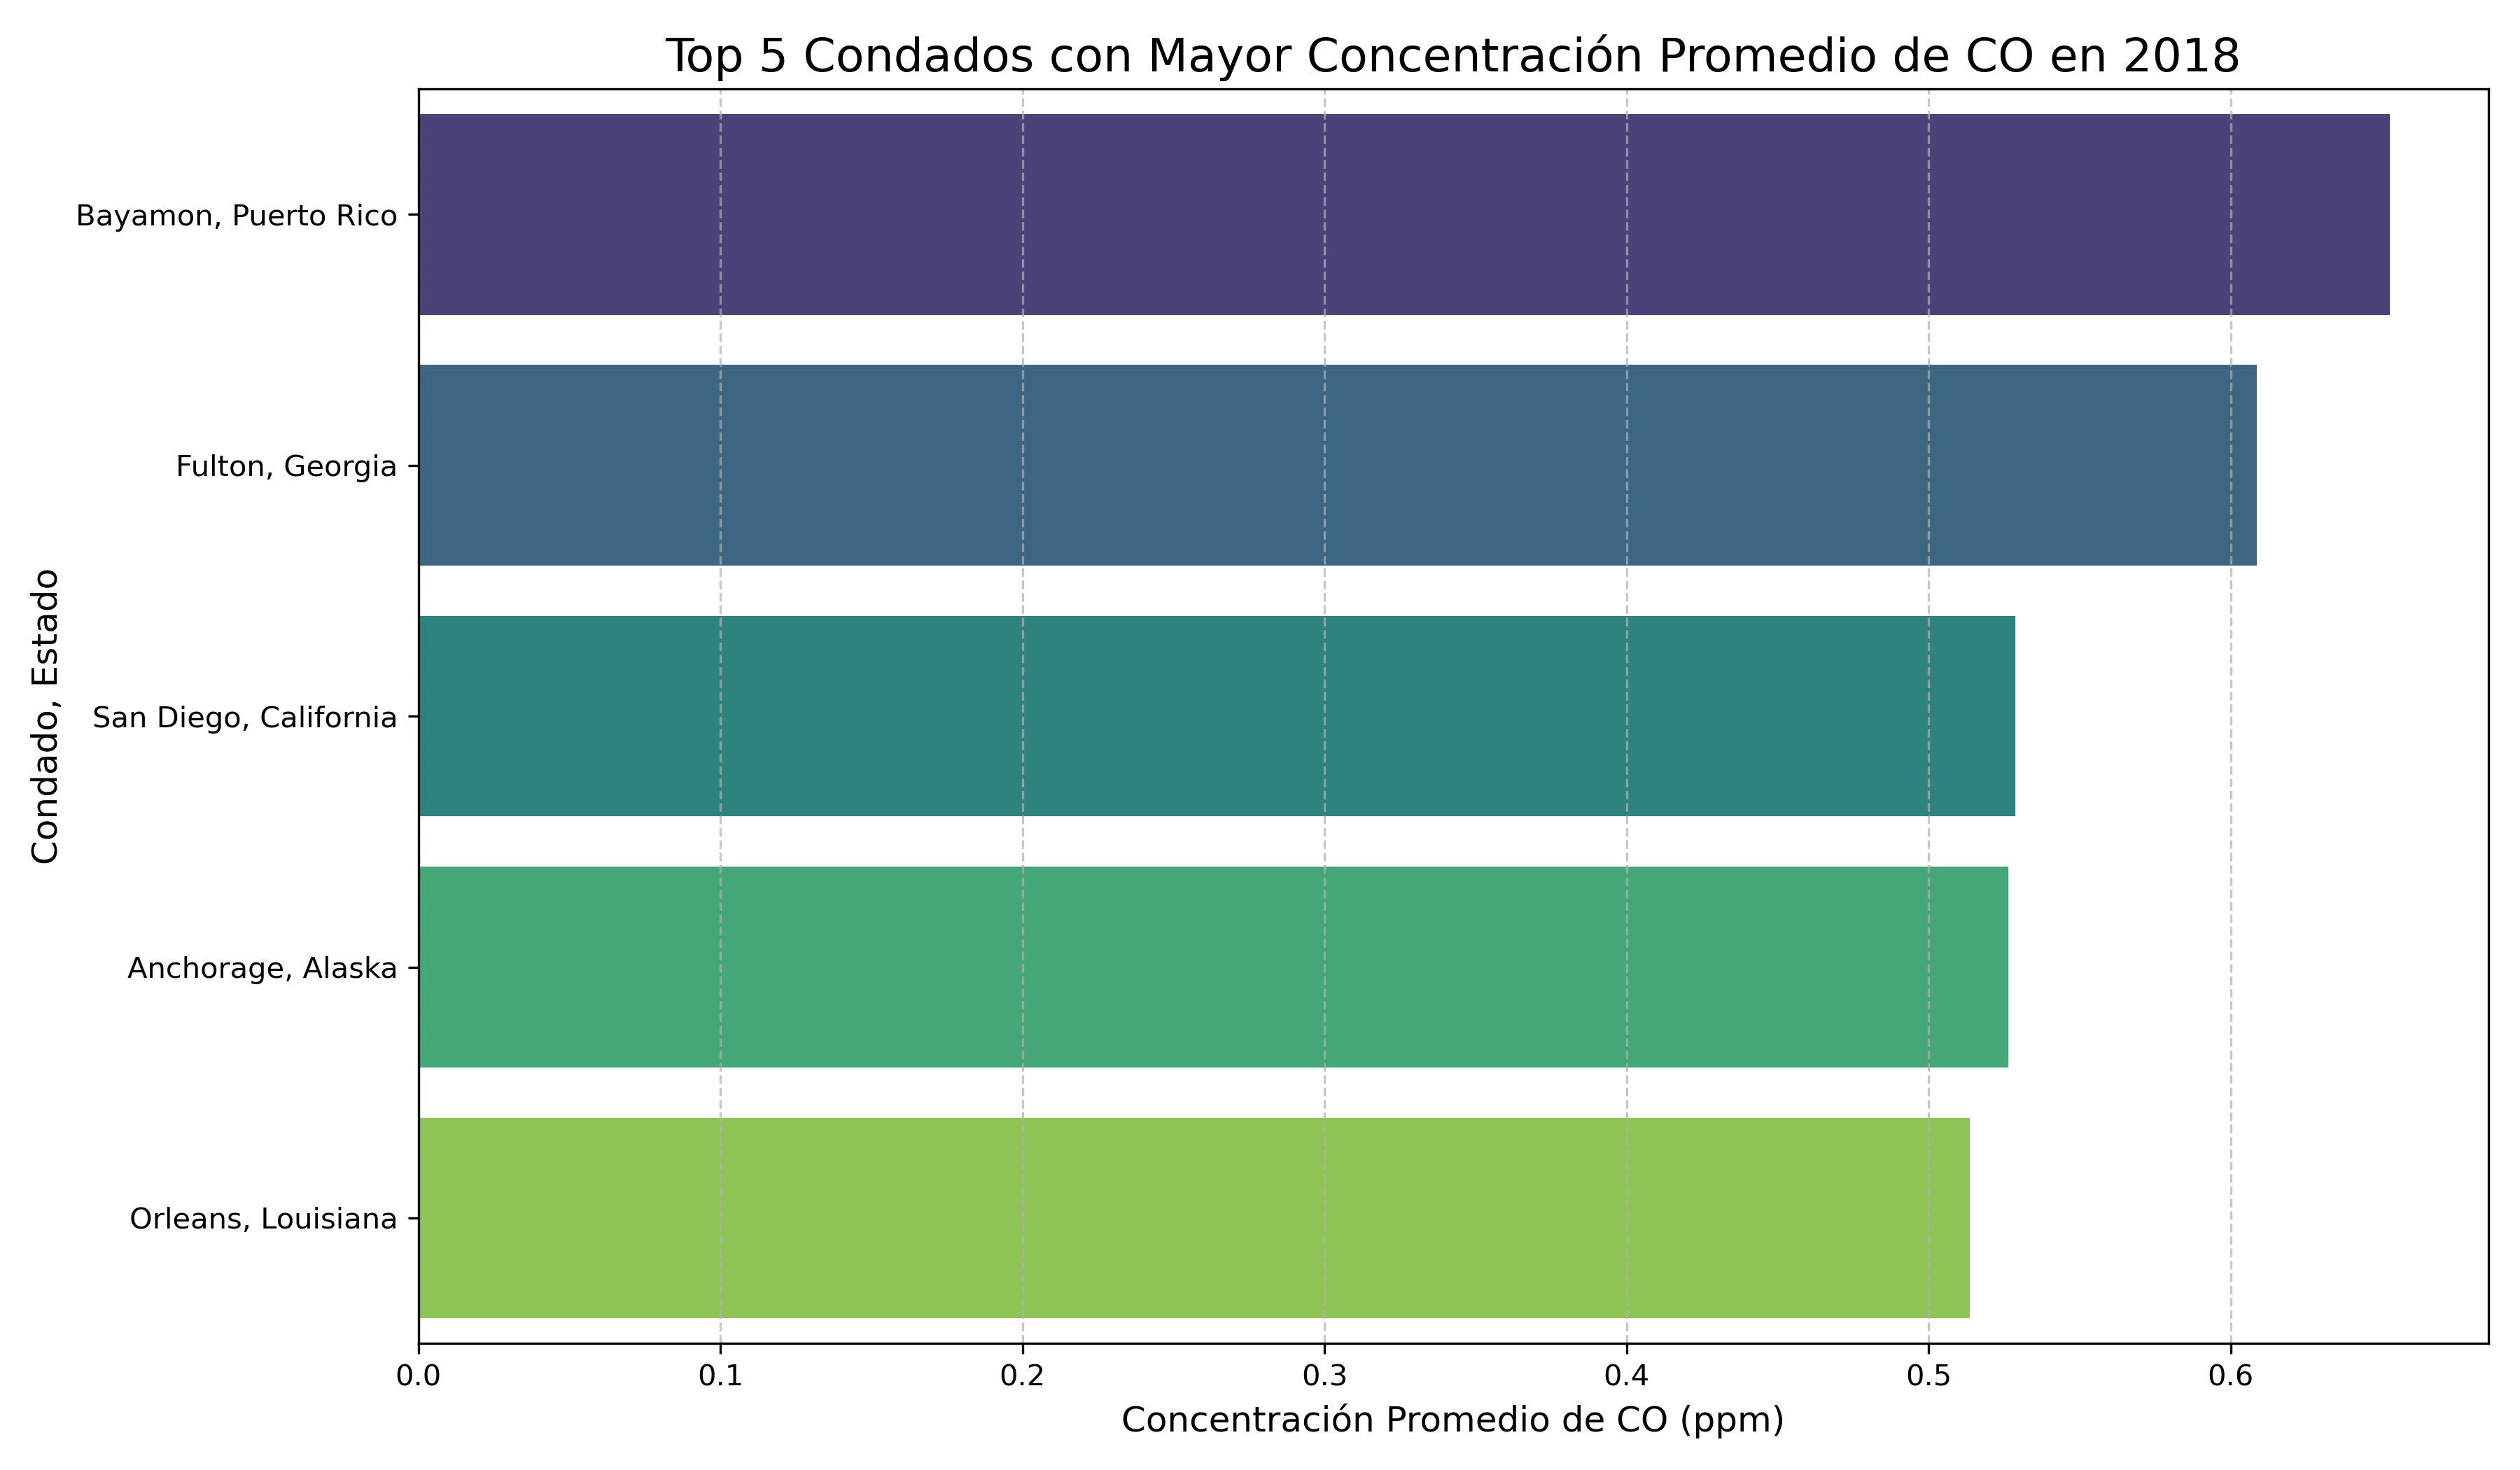 Top 5 Condados con Mayor Concentración Promedio de CO en 2018
Condado, Estado
Bayamon, Puerto Rico
Fulton, Georgia
San Diego, California
Anchorage, Alaska
Orleans, Louisiana
0.0 0.1 0.2 0.3 0.4 0.5 0.6
Concentración Promedio de CO (ppm)